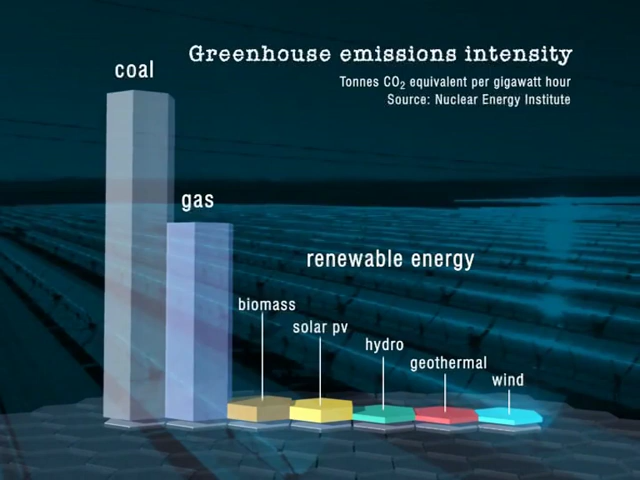 Greenhouse emissions intensity
Tonnes CO₂ equivalent per gigawatt hour
Source: Nuclear Energy Institute
coal
gas
renewable energy
biomass
solar pv
hydro
geothermal
wind